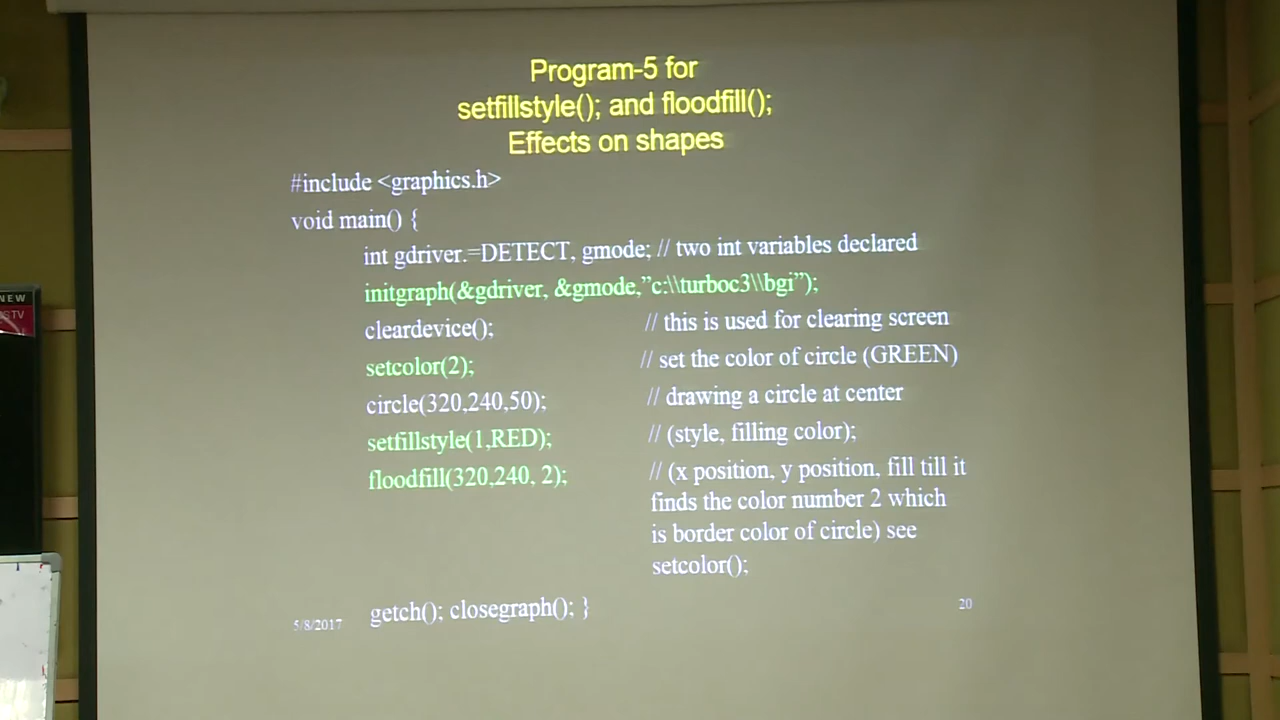 Program-5 for
setfillstyle(); and floodfill();
Effects on shapes
#include <graphics.h>
void main() {
int gdriver.=DETECT, gmode; // two int variables declared
initgraph(&gdriver, &gmode,”c:\\turboc3\\bgi”);
cleardevice(); // this is used for clearing screen
setcolor(2); // set the color of circle (GREEN)
circle(320,240,50); // drawing a circle at center
setfillstyle(1,RED); // (style, filling color);
floodfill(320,240, 2); // (x position, y position, fill till it
finds the color number 2 which
is border color of circle) see
setcolor();
getch(); closegraph(); }
5/8/2017
20
NEW
STV